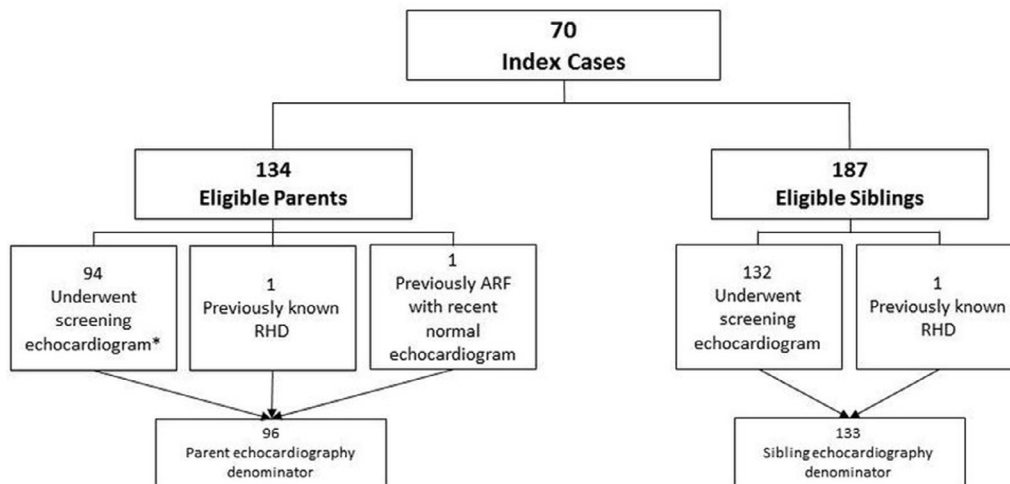 70
Index Cases
134
Eligible Parents
187
Eligible Siblings
94
Underwent
screening
echocardiogram*
1
Previously known
RHD
1
Previously ARF
with recent
normal
echocardiogram
132
Underwent
screening
echocardiogram
1
Previously known
RHD
96
Parent echocardiography
denominator
133
Sibling echocardiography
denominator